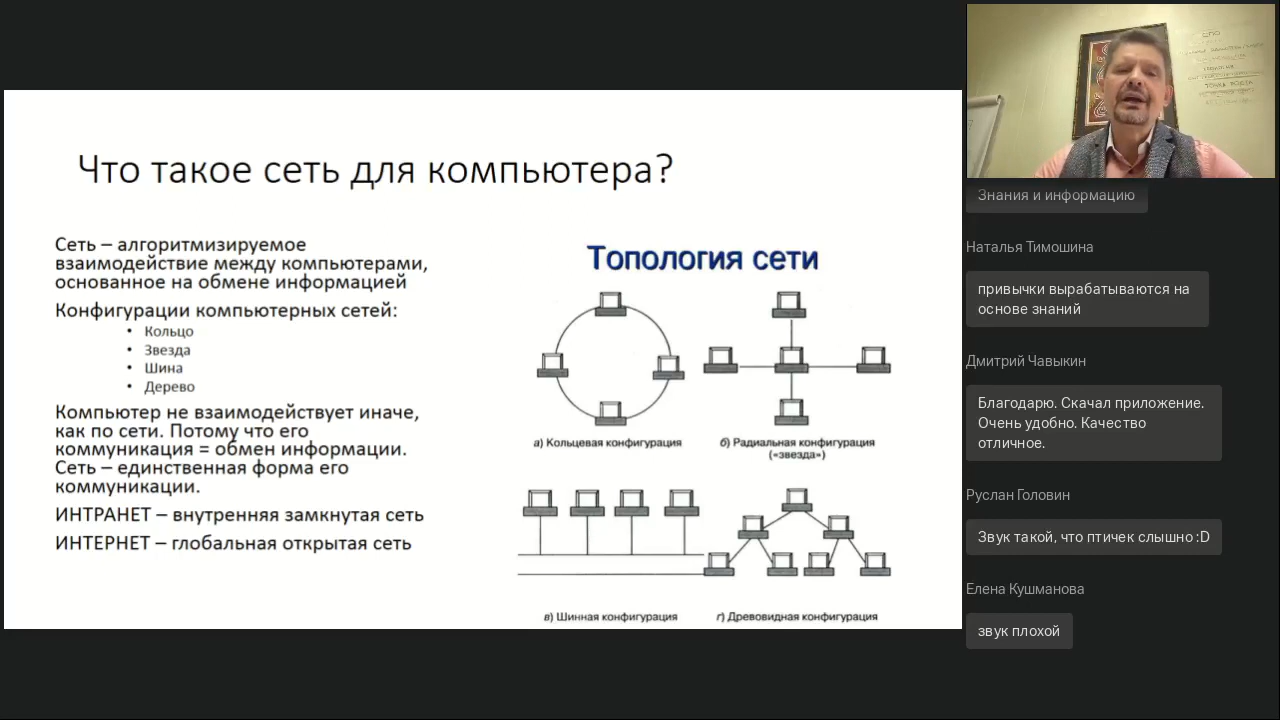 Что такое сеть для компьютера?
Сеть – алгоритмизируемое
взаимодействие между компьютерами,
основанное на обмене информацией
Конфигурации компьютерных сетей:
• Кольцо
• Звезда
• Шина
• Дерево
Компьютер не взаимодействует иначе,
как по сети. Потому что его
коммуникация = обмен информации.
Сеть – единственная форма его
коммуникации.
ИНТРАНЕТ – внутренняя замкнутая сеть
ИНТЕРНЕТ – глобальная открытая сеть
Топология сети
а) Кольцевая конфигурация
б) Радиальная конфигурация
(«звезда»)
в) Шинная конфигурация
г) Древовидная конфигурация
Знания и информацию
Наталья Тимошина
привычки вырабатываются на
основе знаний
Дмитрий Чавыкин
Благодарю. Скачал приложение.
Очень удобно. Качество
отличное.
Руслан Головин
Звук такой, что птичек слышно :D
Елена Кушманова
звук плохой